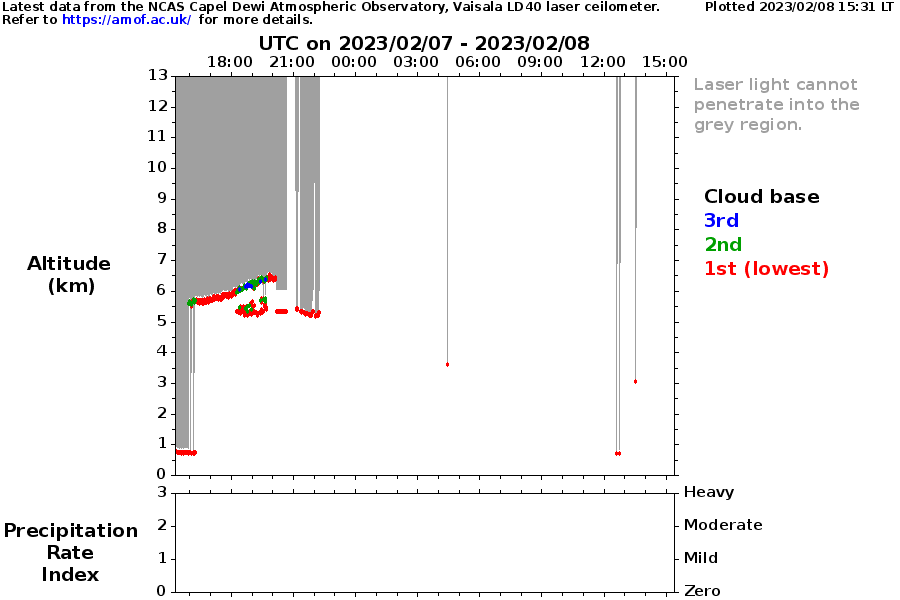 Latest data from the NCAS Capel Dewi Atmospheric Observatory, Vaisala LD40 laser ceilometer. Plotted 2023/02/08 15:31 LT
Refer to https://amof.ac.uk/ for more details.
UTC on 2023/02/07 - 2023/02/08
18:00 21:00 00:00 03:00 06:00 09:00 12:00 15:00
13
12
11
10
9
8
7
6
5
4
3
2
1
0
Altitude
(km)
Laser light cannot
penetrate into the
grey region.
Cloud base
3rd
2nd
1st (lowest)
3 Heavy
2 Moderate
1 Mild
0 Zero
Precipitation
Rate
Index